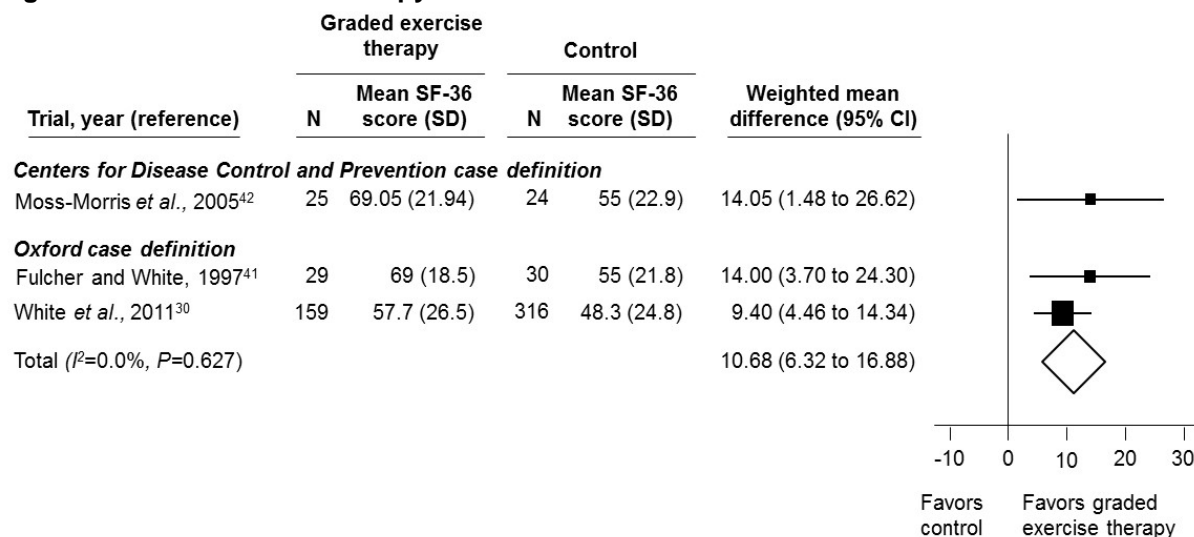 Graded exercise
therapy Control
Trial, year (reference) N Mean SF-36 score (SD) N Mean SF-36 score (SD) Weighted mean difference (95% CI)
Centers for Disease Control and Prevention case definition
Moss-Morris et al., 2005⁴² 25 69.05 (21.94) 24 55 (22.9) 14.05 (1.48 to 26.62)
Oxford case definition
Fulcher and White, 1997⁴¹ 29 69 (18.5) 30 55 (21.8) 14.00 (3.70 to 24.30)
White et al., 2011³⁰ 159 57.7 (26.5) 316 48.3 (24.8) 9.40 (4.46 to 14.34)
Total (I²=0.0%, P=0.627) 10.68 (6.32 to 16.88)
-10 0 10 20 30
Favors control Favors graded exercise therapy